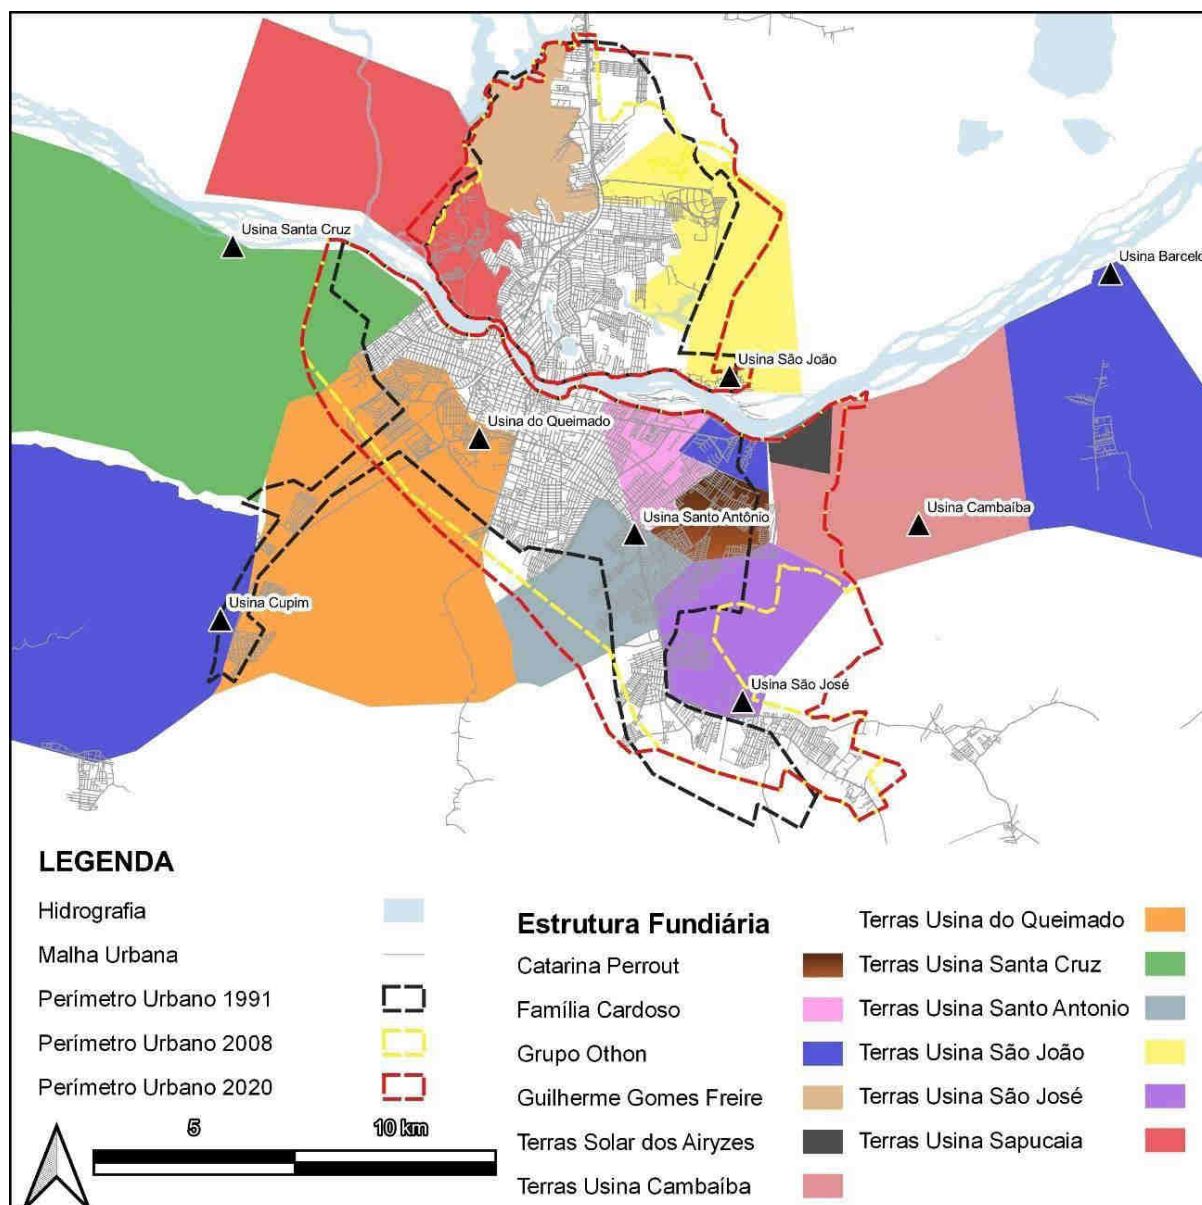 Usina Santa Cruz
Usina Barcelo
Usina São João
Usina do Queimado
Usina Santo Antônio
Usina Cambaíba
Usina Cupim
Usina São José
LEGENDA
Hidrografia
Malha Urbana
Perímetro Urbano 1991
Perímetro Urbano 2008
Perímetro Urbano 2020
5 10 km
Estrutura Fundiária
Catarina Perrout
Família Cardoso
Grupo Othon
Guilherme Gomes Freire
Terras Solar dos Airyzes
Terras Usina Cambaíba
Terras Usina do Queimado
Terras Usina Santa Cruz
Terras Usina Santo Antonio
Terras Usina São João
Terras Usina São José
Terras Usina Sapucaia